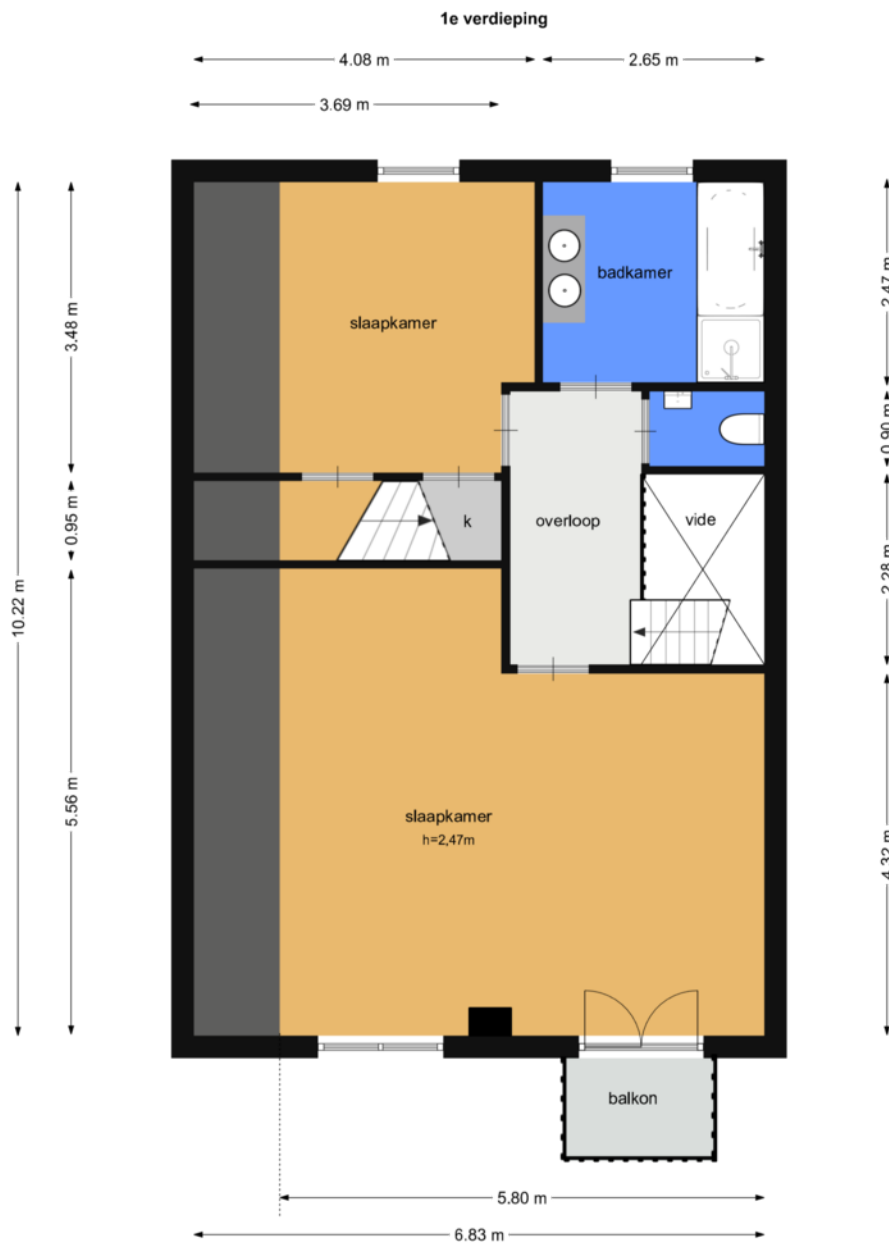 1e verdieping
4.08 m
2.65 m
3.69 m
badkamer
slaapkamer
2.47 m
3.48 m
0.90 m
0.95 m
k
overloop
vide
2.28 m
10.22 m
5.56 m
slaapkamer
h=2,47m
4.32 m
balkon
5.80 m
6.83 m